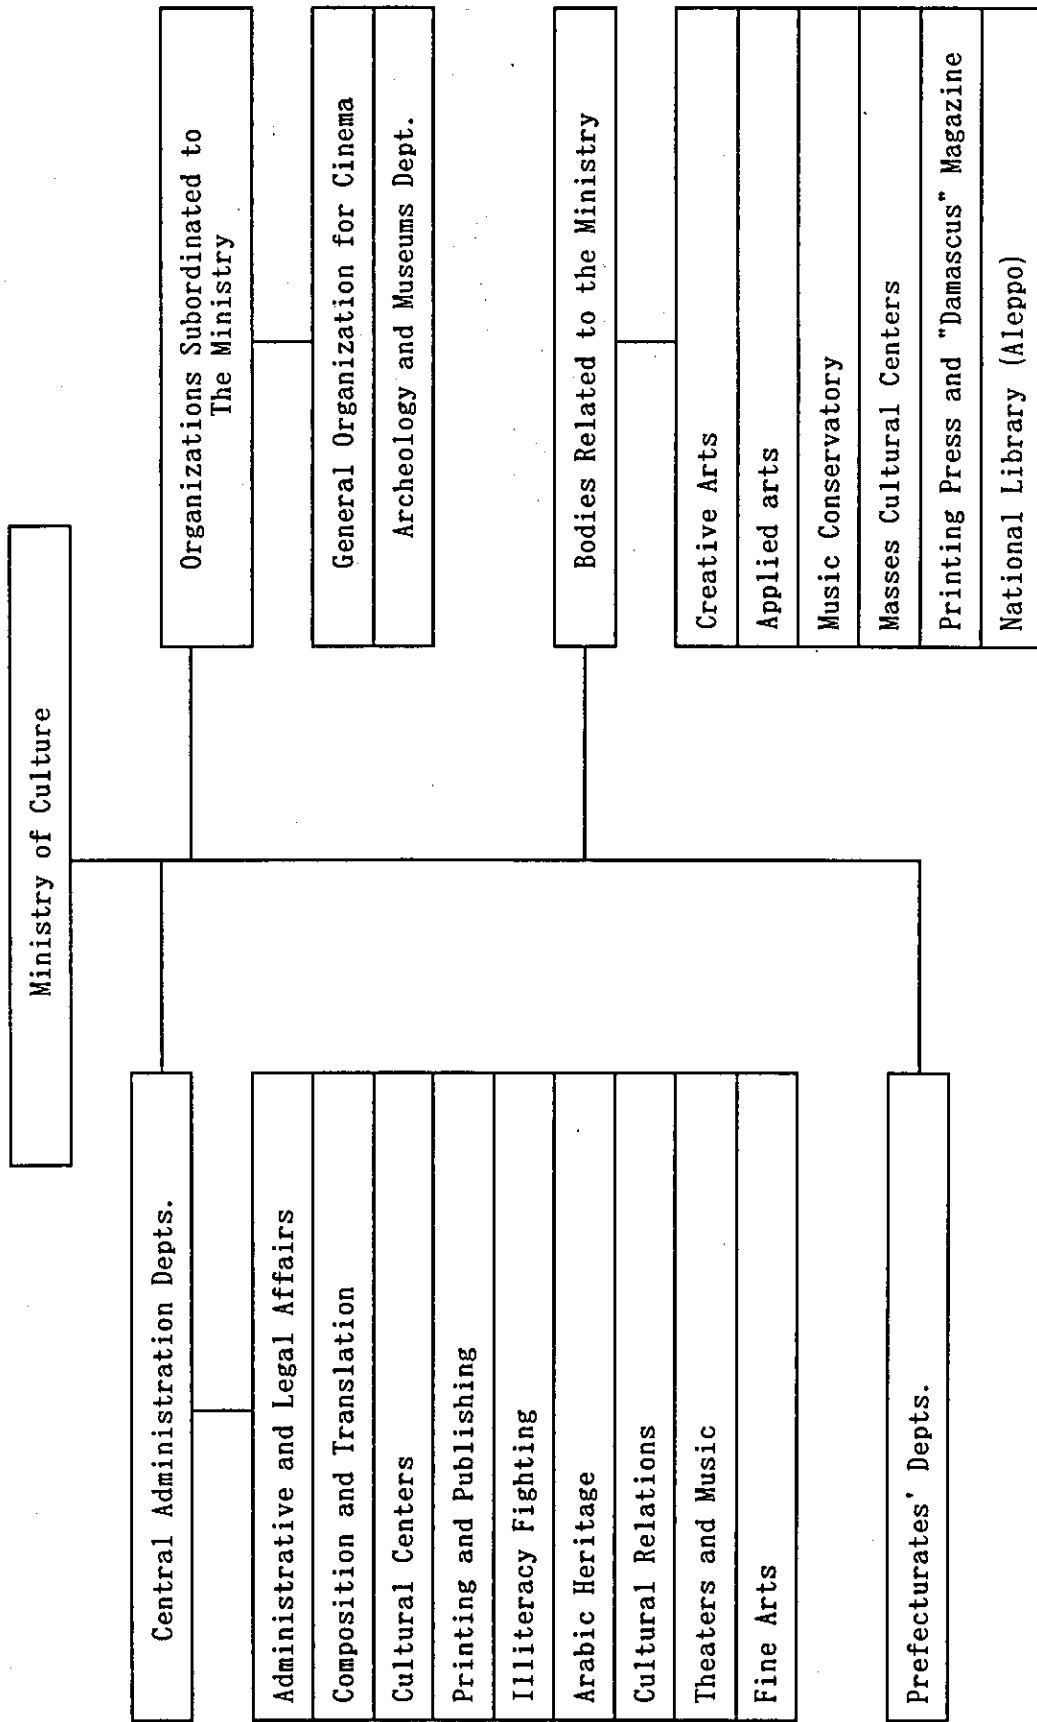 Ministry of Culture
Central Administration Depts.
Administrative and Legal Affairs
Composition and Translation
Cultural Centers
Printing and Publishing
Illiteracy Fighting
Arabic Heritage
Cultural Relations
Theaters and Music
Fine Arts
Prefecturates' Depts.
Organizations Subordinated to
The Ministry
General Organization for Cinema
Archeology and Museums Dept.
Bodies Related to the Ministry
Creative Arts
Applied arts
Music Conservatory
Masses Cultural Centers
Printing Press and "Damascus" Magazine
National Library (Aleppo)